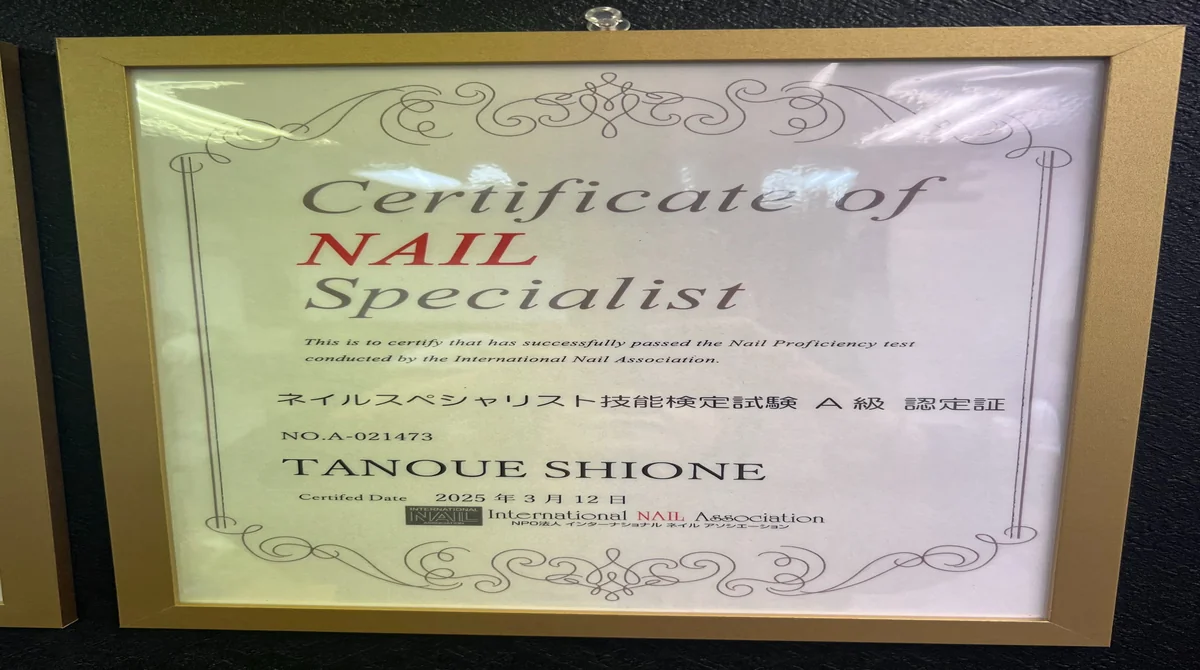 Certificate of
NAIL
Specialist
This is to certify that has successfully passed the Nail Proficiency test
conducted by the International Nail Association.
ネイルスペシャリスト技能検定試験 A 級 認定証
NO.A-021473
TANOUE SHIONE
Certifed Date 2025 年 3 月 12 日
INTERNATIONAL
NAIL
International NAIL Association
NPO法人 インターナショナル ネイル アソシエーション